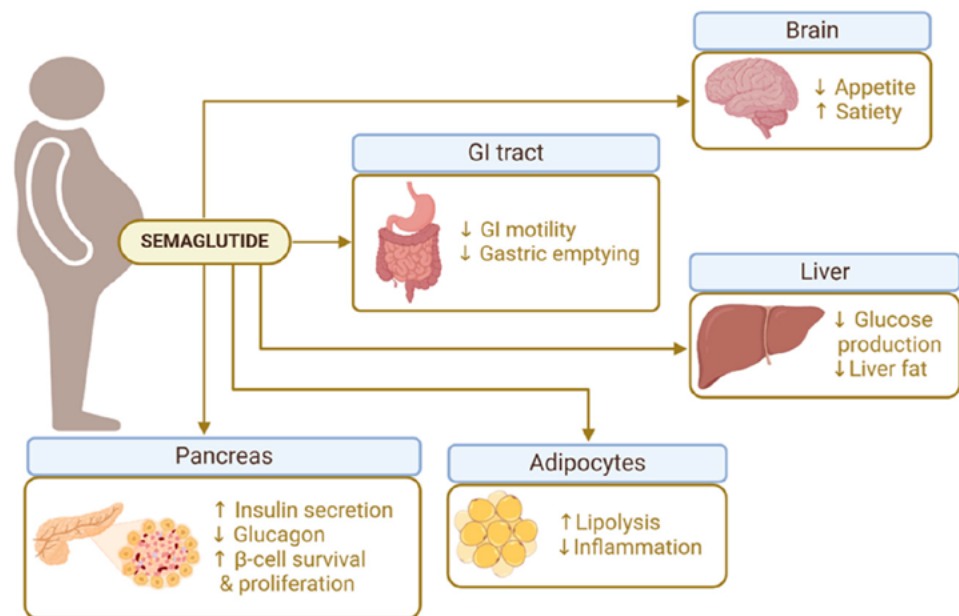 Brain
↓ Appetite
↑ Satiety
GI tract
↓ GI motility
↓ Gastric emptying
SEMAGLUTIDE
Liver
↓ Glucose
production
↓Liver fat
Pancreas
↑ Insulin secretion
↓ Glucagon
↑ β-cell survival
& proliferation
Adipocytes
↑ Lipolysis
↓ Inflammation